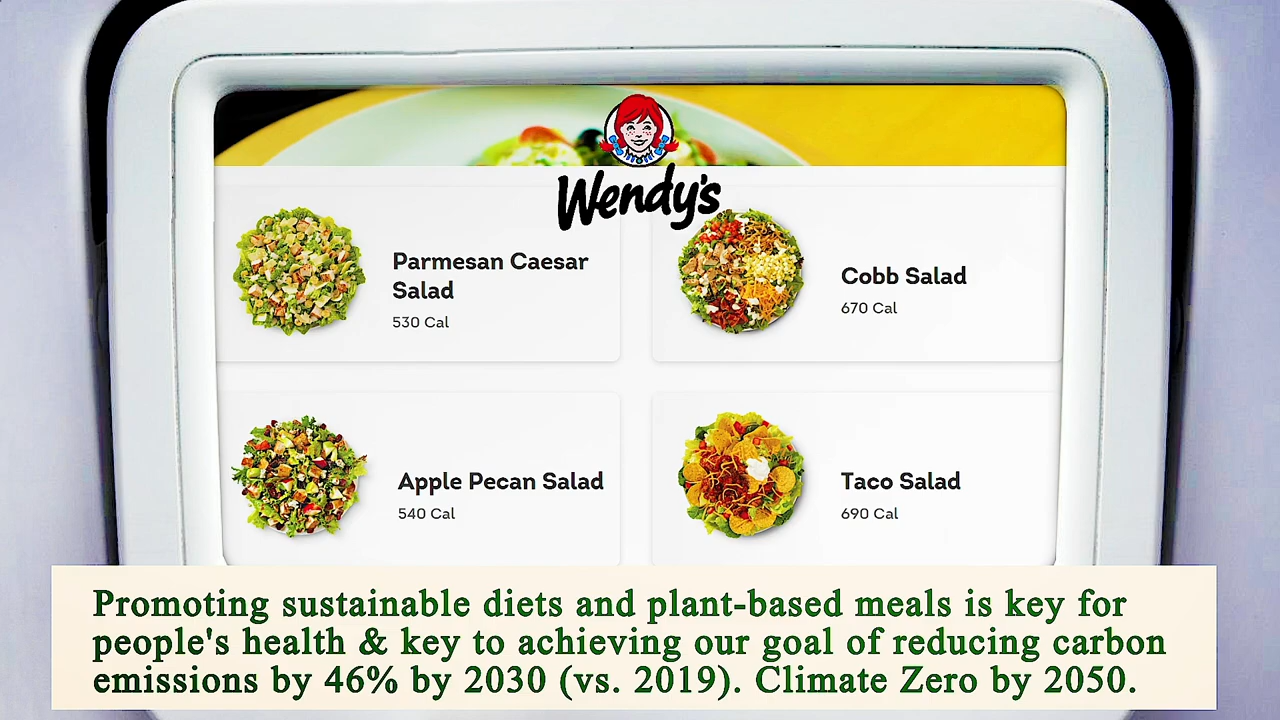 Wendy's
Parmesan Caesar
Salad
530 Cal
Cobb Salad
670 Cal
Apple Pecan Salad
540 Cal
Taco Salad
690 Cal
Promoting sustainable diets and plant-based meals is key for
people's health & key to achieving our goal of reducing carbon
emissions by 46% by 2030 (vs. 2019). Climate Zero by 2050.